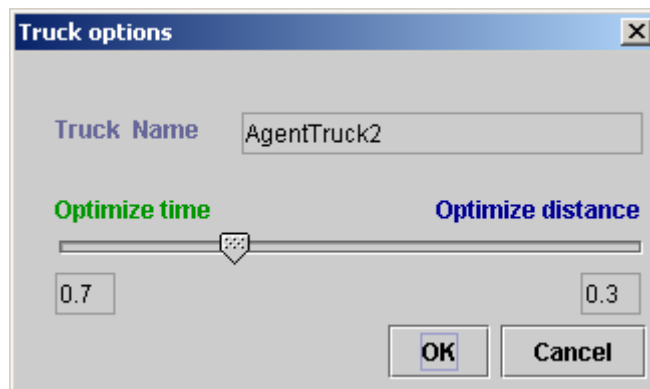 Truck options
Truck Name AgentTruck2
Optimize time Optimize distance
0.7 0.3
OK Cancel